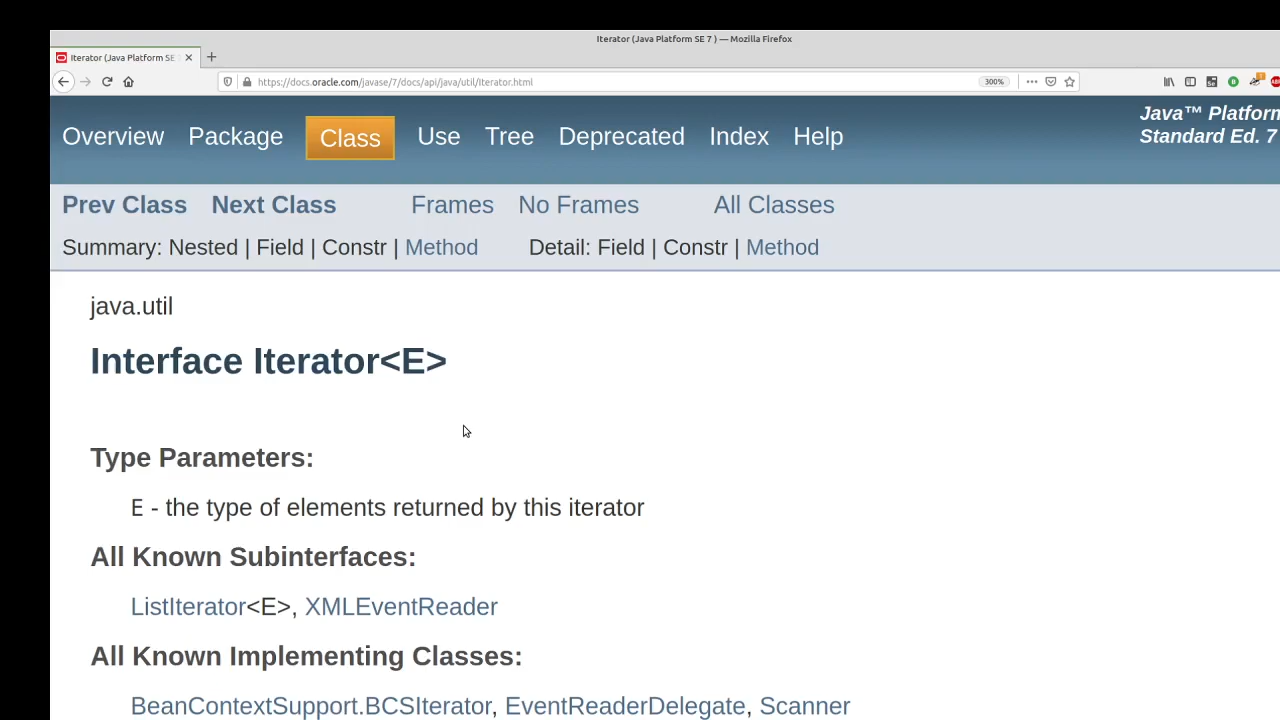 Iterator (Java Platform SE 7 ) — Mozilla Firefox
Iterator (Java Platform SE
https://docs.oracle.com/javase/7/docs/api/java/util/Iterator.html
300%
Overview Package Class Use Tree Deprecated Index Help
Java™ Platform
Standard Ed. 7
Prev Class Next Class Frames No Frames All Classes
Summary: Nested | Field | Constr | Method Detail: Field | Constr | Method
java.util
Interface Iterator<E>
Type Parameters:
E - the type of elements returned by this iterator
All Known Subinterfaces:
ListIterator<E>, XMLEventReader
All Known Implementing Classes:
BeanContextSupport.BCSIterator, EventReaderDelegate, Scanner